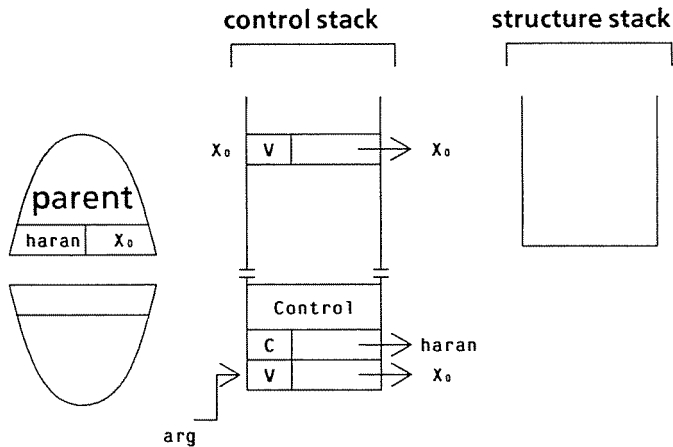 control stack
structure stack
X₀ V X₀
parent
haran X₀
Control
C haran
V X₀
arg